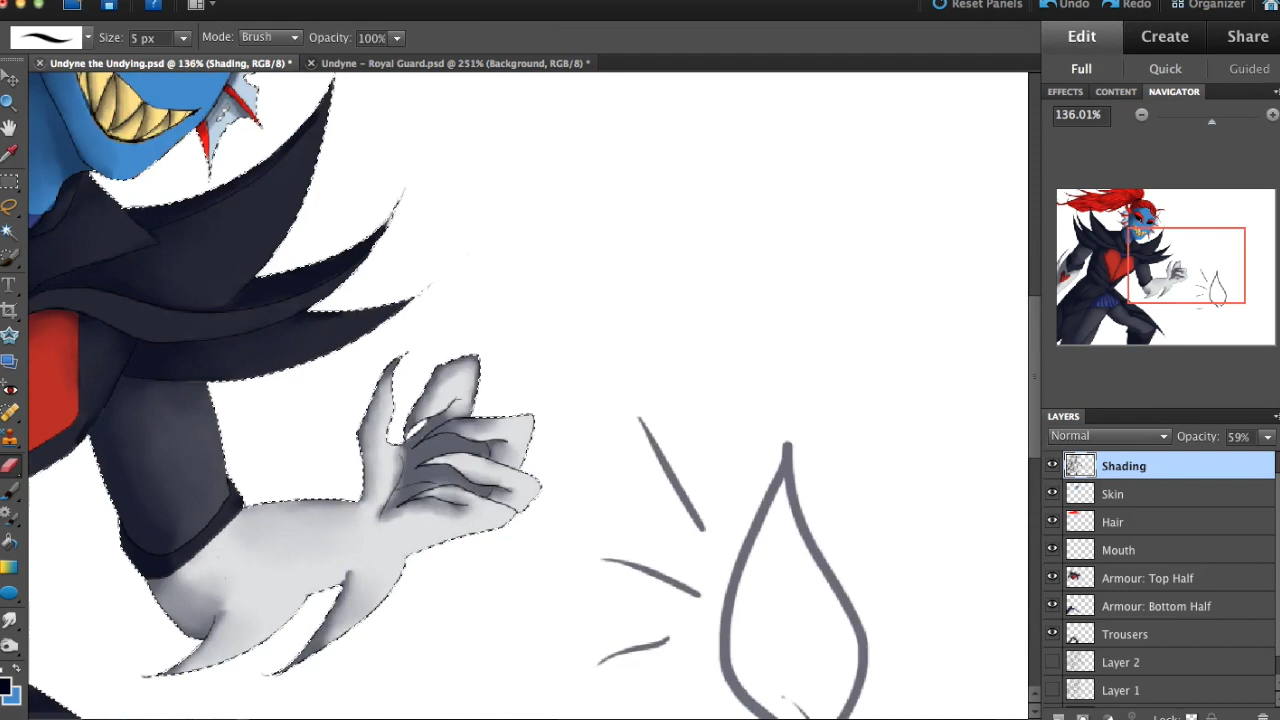 Reset Panels Undo Redo Organizer
Size: 5 px Mode: Brush Opacity: 100%
Edit Create Share
Undyne the Undying.psd @ 136% (Shading, RGB/8) * Undyne - Royal Guard.psd @ 251% (Background, RGB/8) *
Full Quick Guided
EFFECTS CONTENT NAVIGATOR
136.01%
LAYERS
Normal Opacity: 59%
Shading
Skin
Hair
Mouth
Armour: Top Half
Armour: Bottom Half
Trousers
Layer 2
Layer 1
Lock: